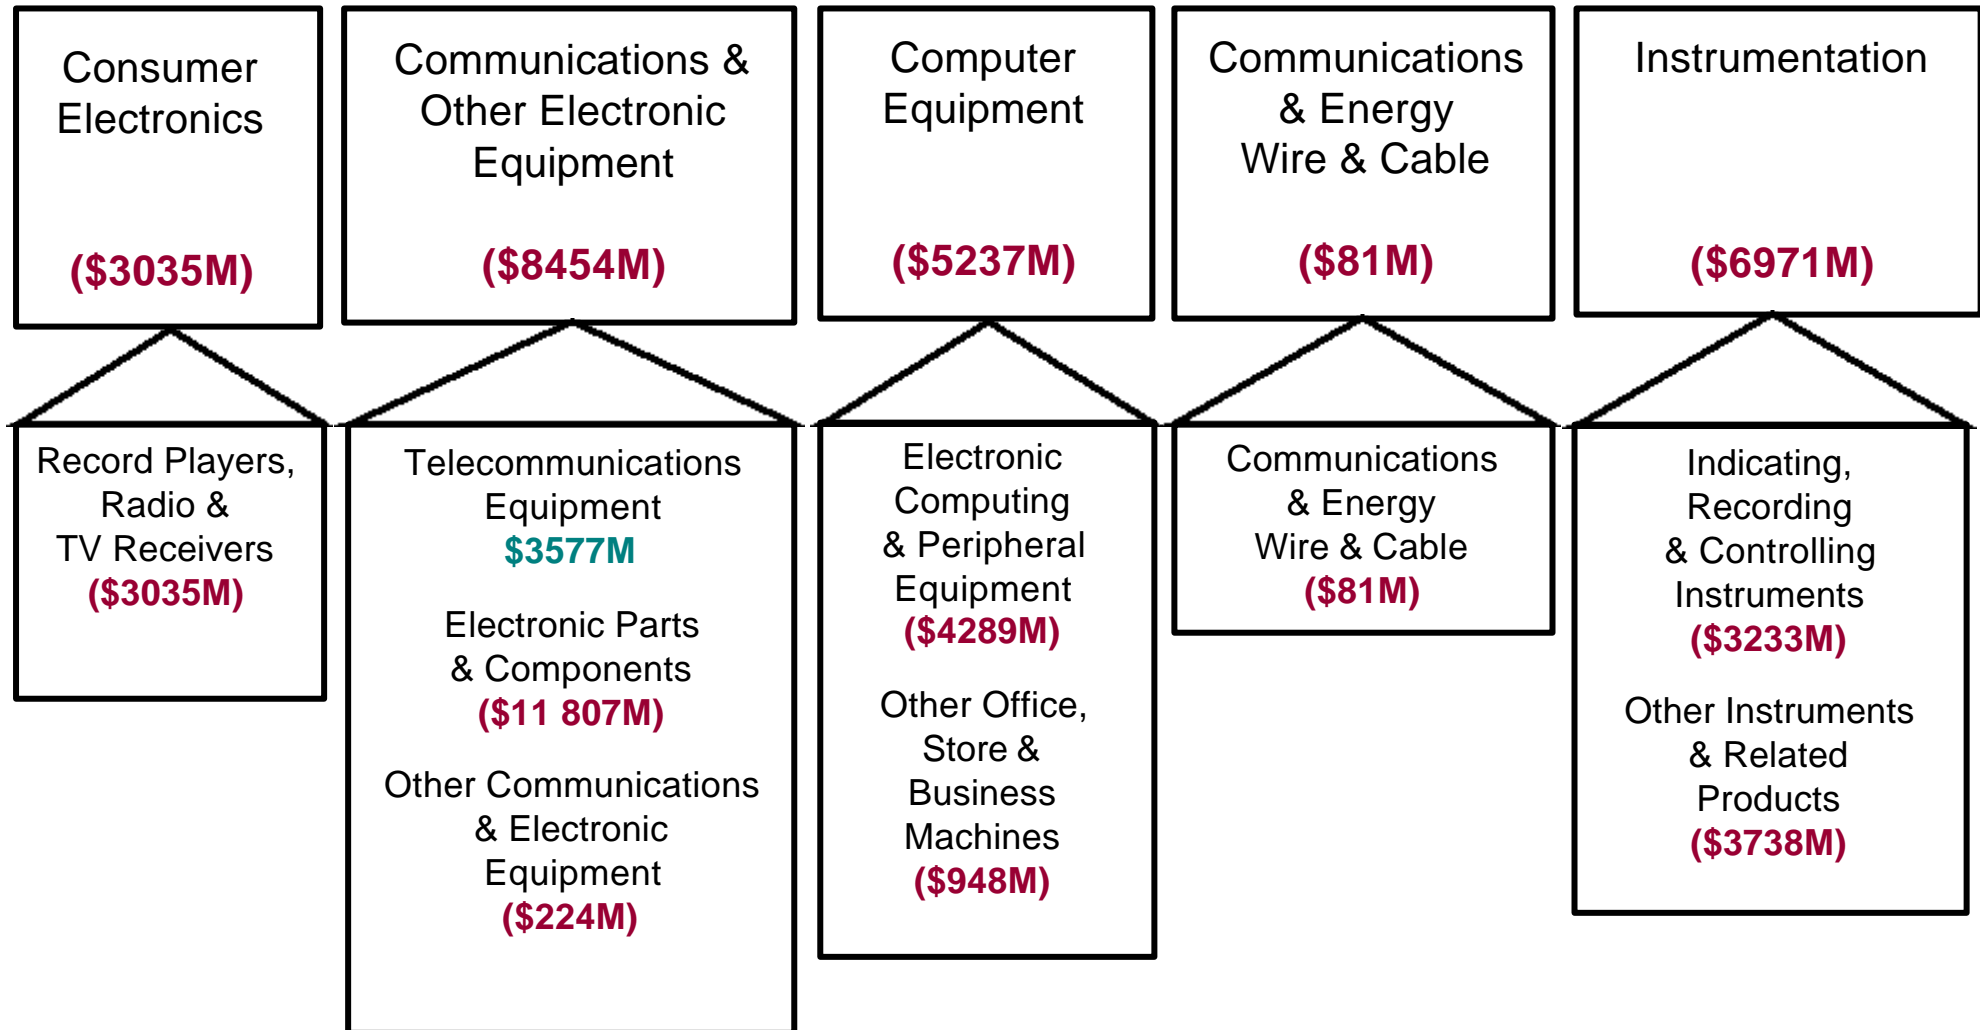 Consumer
Electronics
($3035M)
Communications &
Other Electronic
Equipment
($8454M)
Computer
Equipment
($5237M)
Communications
& Energy
Wire & Cable
($81M)
Instrumentation
($6971M)
Record Players,
Radio &
TV Receivers
($3035M)
Telecommunications
Equipment
$3577M
Electronic Parts
& Components
($11 807M)
Other Communications
& Electronic
Equipment
($224M)
Electronic
Computing
& Peripheral
Equipment
($4289M)
Other Office,
Store &
Business
Machines
($948M)
Communications
& Energy
Wire & Cable
($81M)
Indicating,
Recording
& Controlling
Instruments
($3233M)
Other Instruments
& Related
Products
($3738M)